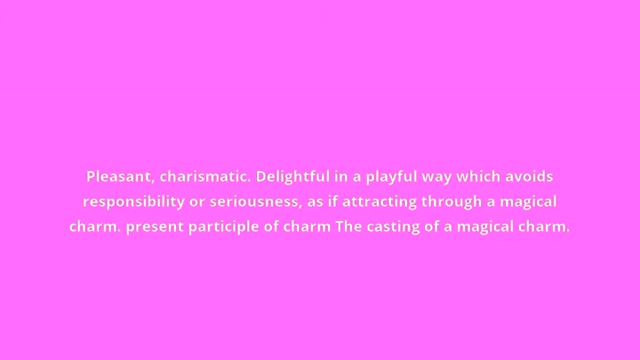 Pleasant, charismatic. Delightful in a playful way which avoids
responsibility or seriousness, as if attracting through a magical
charm. present participle of charm The casting of a magical charm.